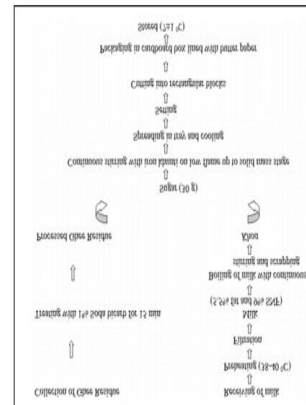 Collection of Ghee Residue
Receiving of milk
Preheating (38-40 °C)
Filtration
Treating with 1% Soda bicarb for 15 min
Milk
(5.5% fat and 9% SNF)
Boiling of milk with continuous
stirring and scrapping
Processed Ghee Residue
Khoa
Sugar (30 g)
Continuous stirring with iron khunti on low flame up to solid mass stage
Spreading in tray and cooling
Setting
Cutting into rectangular blocks
Packaging in cardboard box lined with butter paper
Stored (7±1 °C)